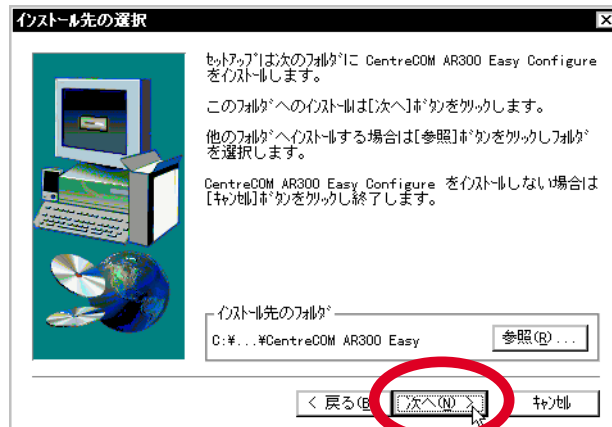 インストール先の選択
セットアップは次のフォルダに CentreCOM AR300 Easy Configure
をインストールします。
このフォルダへのインストールは[次へ]ボタンをクリックします。
他のフォルダへインストールする場合は[参照]ボタンをクリックしフォルダ
を選択します。
CentreCOM AR300 Easy Configure をインストールしない場合は
[キャンセル]ボタンをクリックし終了します。
インストール先のフォルダ
C:¥...¥CentreCOM AR300 Easy
参照(R)...
< 戻る(B
次へ(N) >
キャンセル